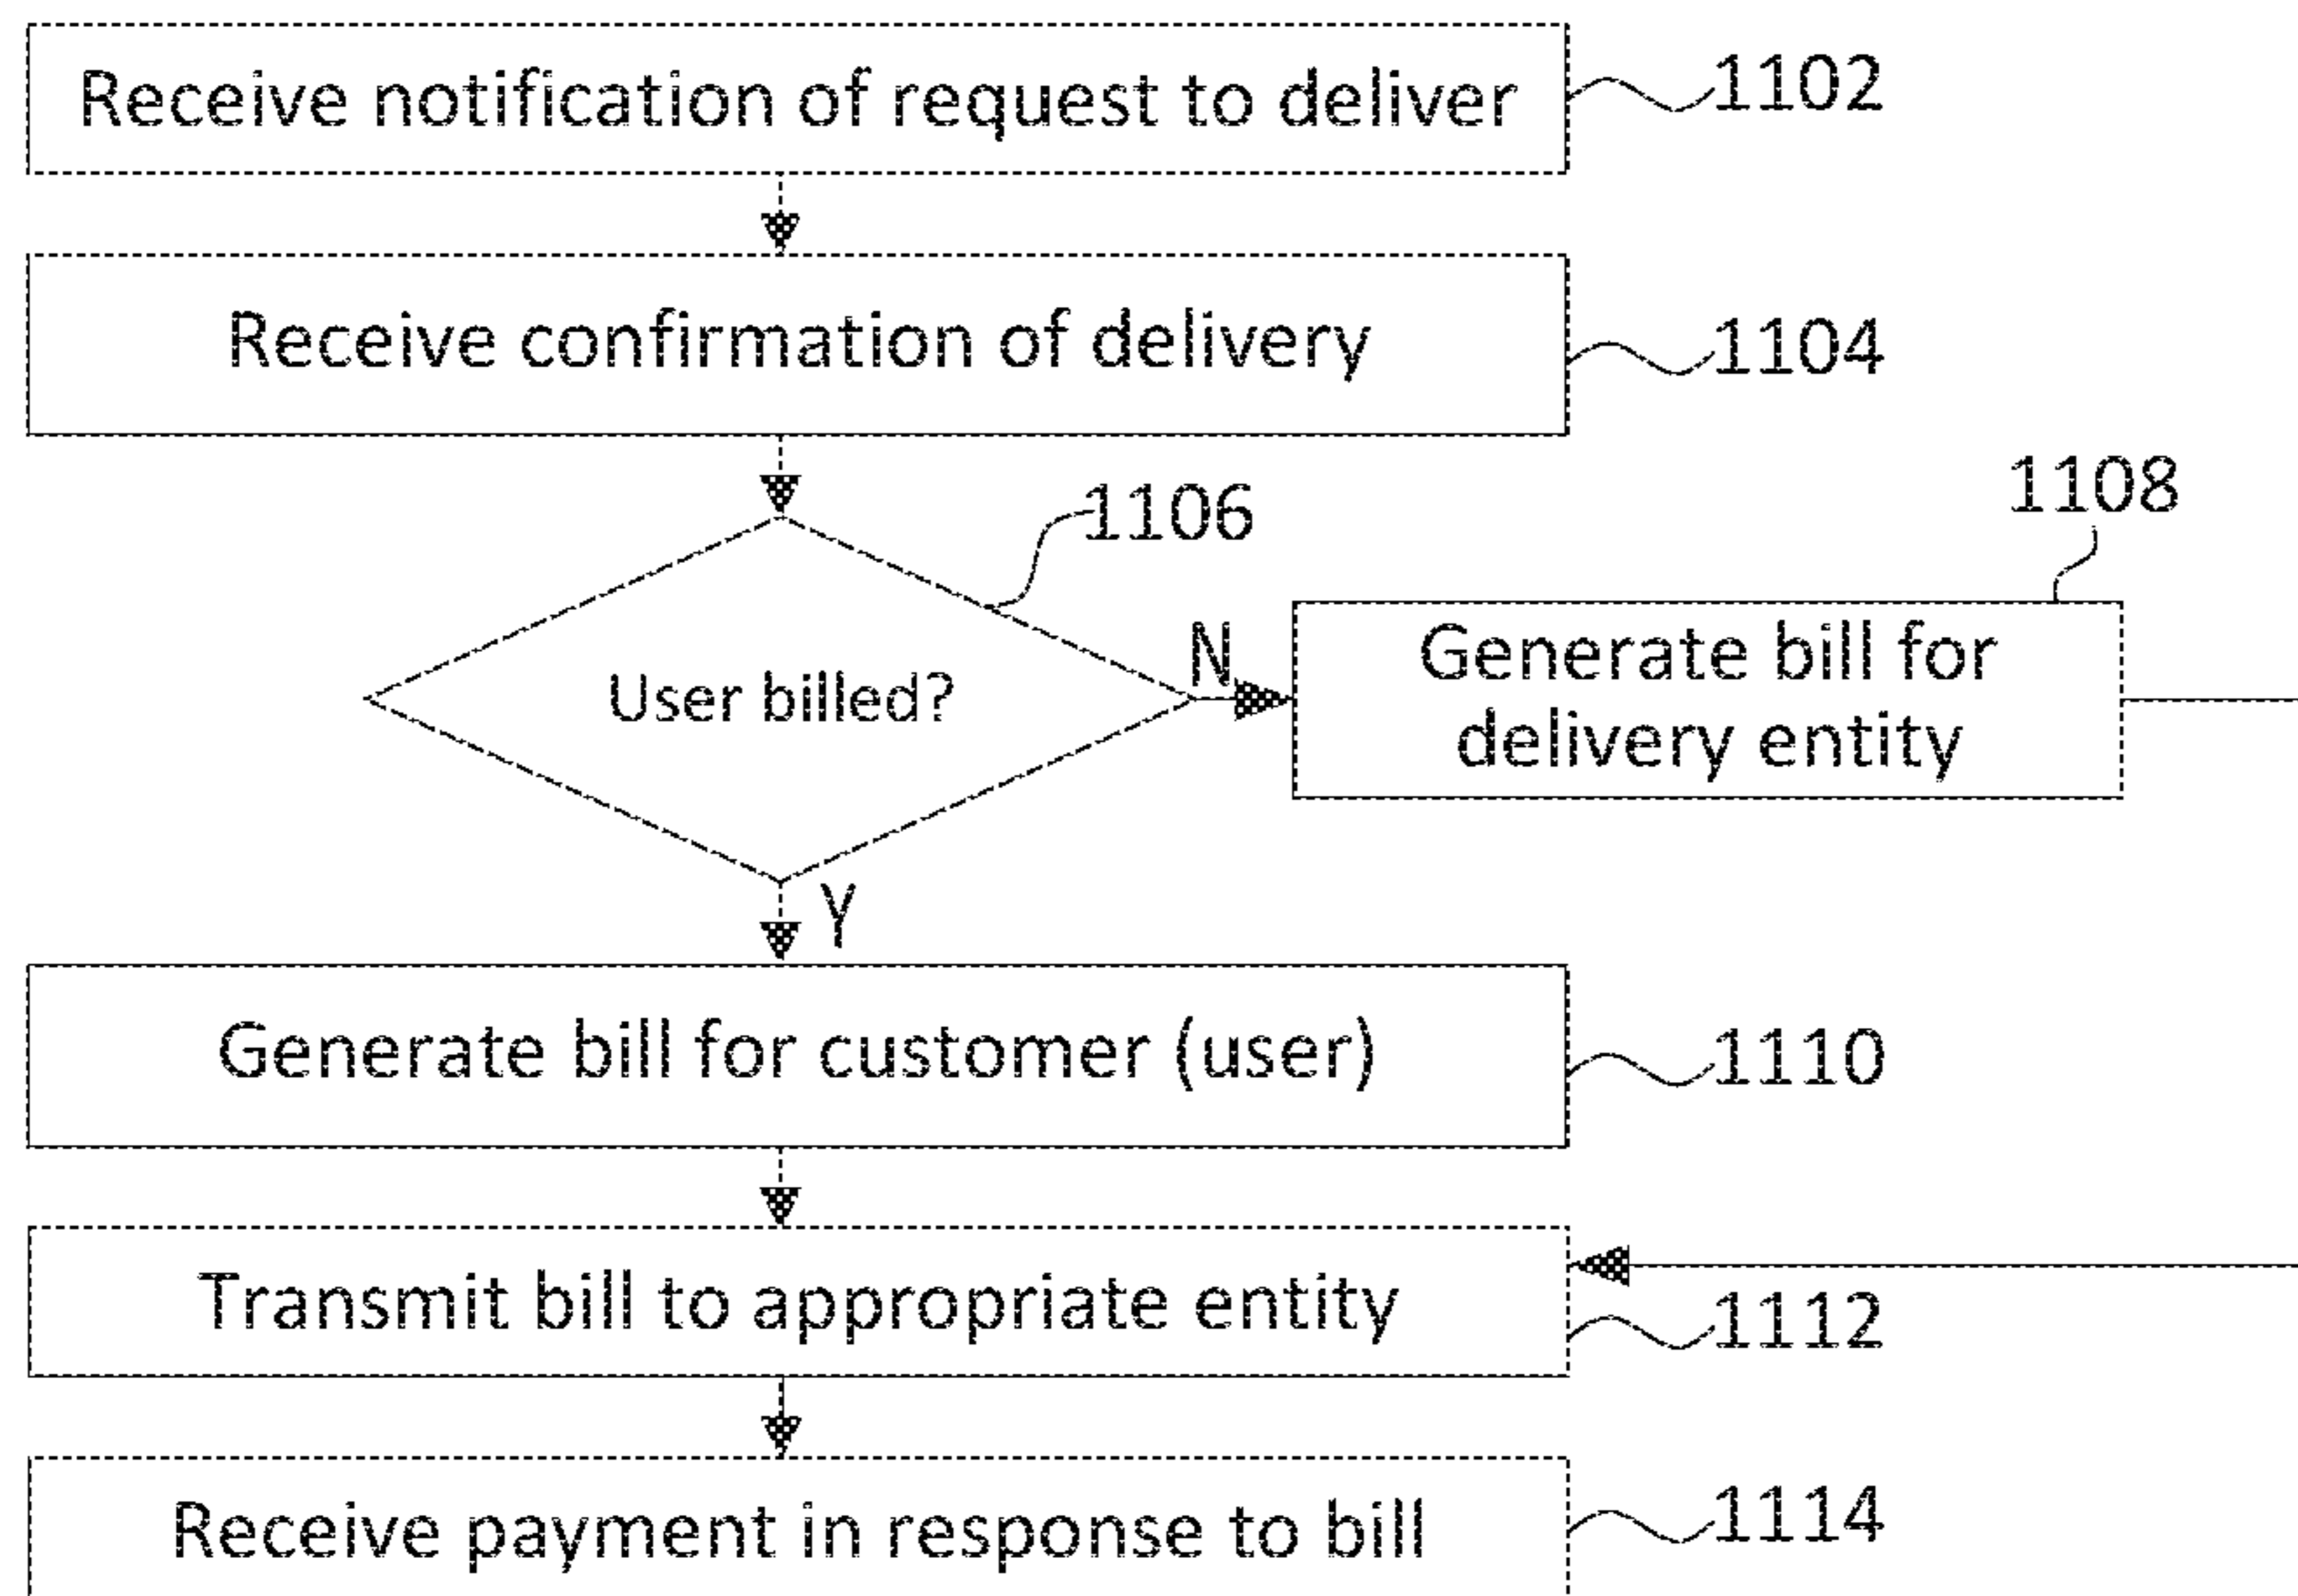 Receive notification of request to deliver
1102
Receive confirmation of delivery
1104
1106
1108
User billed?
N
Generate bill for
delivery entity
Y
Generate bill for customer (user)
1110
Transmit bill to appropriate entity
1112
Receive payment in response to bill
1114